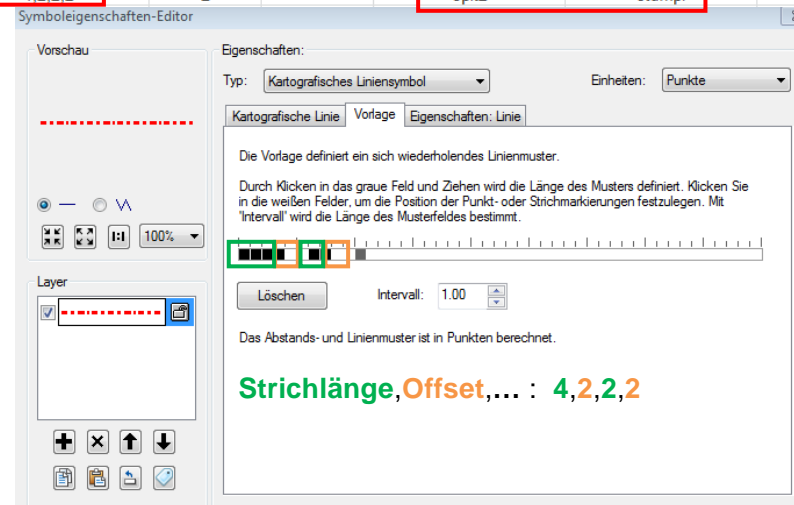 Symboleigenschaften-Editor
Vorschau
100%
Layer
Eigenschaften:
Typ: Kartografisches Liniensymbol
Einheiten: Punkte
Kartografische Linie Vorlage Eigenschaften: Linie
Die Vorlage definiert ein sich wiederholendes Linienmuster.
Durch Klicken in das graue Feld und Ziehen wird die Länge des Musters definiert. Klicken Sie
in die weißen Felder, um die Position der Punkt- oder Strichmarkierungen festzulegen. Mit
'Intervall' wird die Länge des Musterfeldes bestimmt.
Löschen Intervall: 1.00
Das Abstands- und Linienmuster ist in Punkten berechnet.
Strichlänge,Offset,... : 4,2,2,2